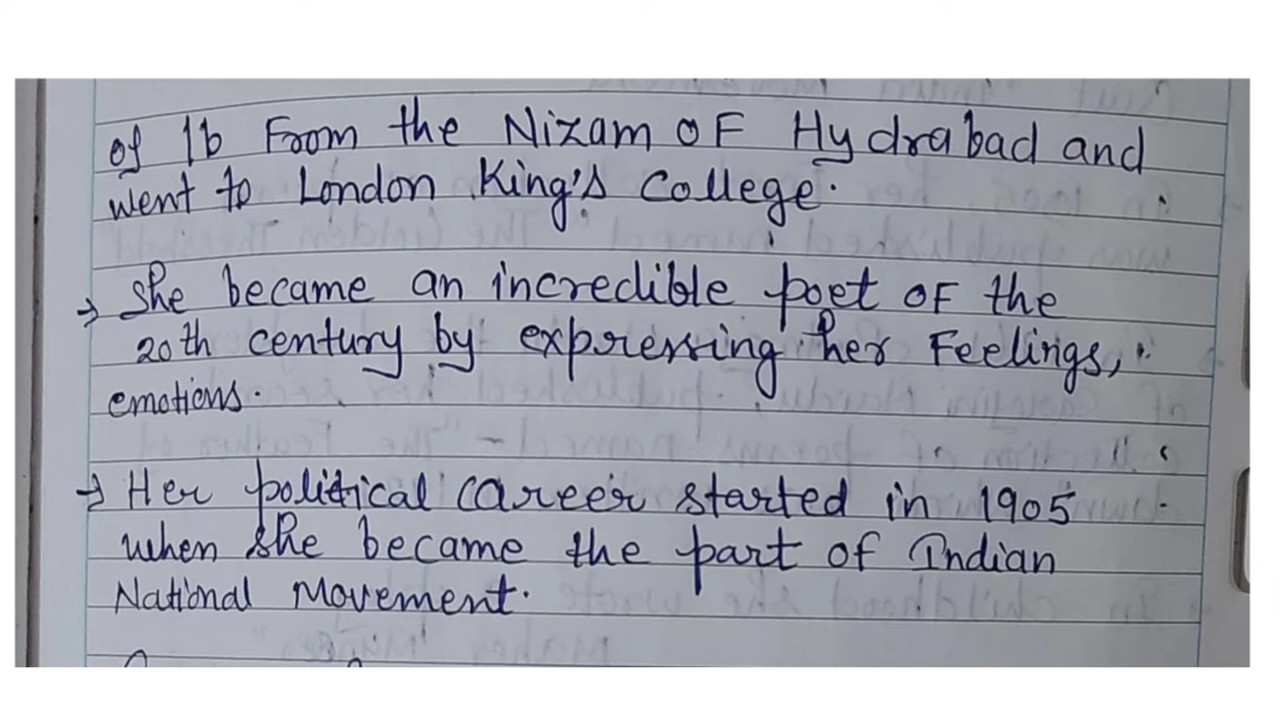 of 16 From the Nizam OF Hydrabad and
went to London King's College.
→ She became an incredible poet OF the
20th century by expressing her Feelings,
emotions.
→ Her political career started in 1905
when she became the part of Indian
National Movement.